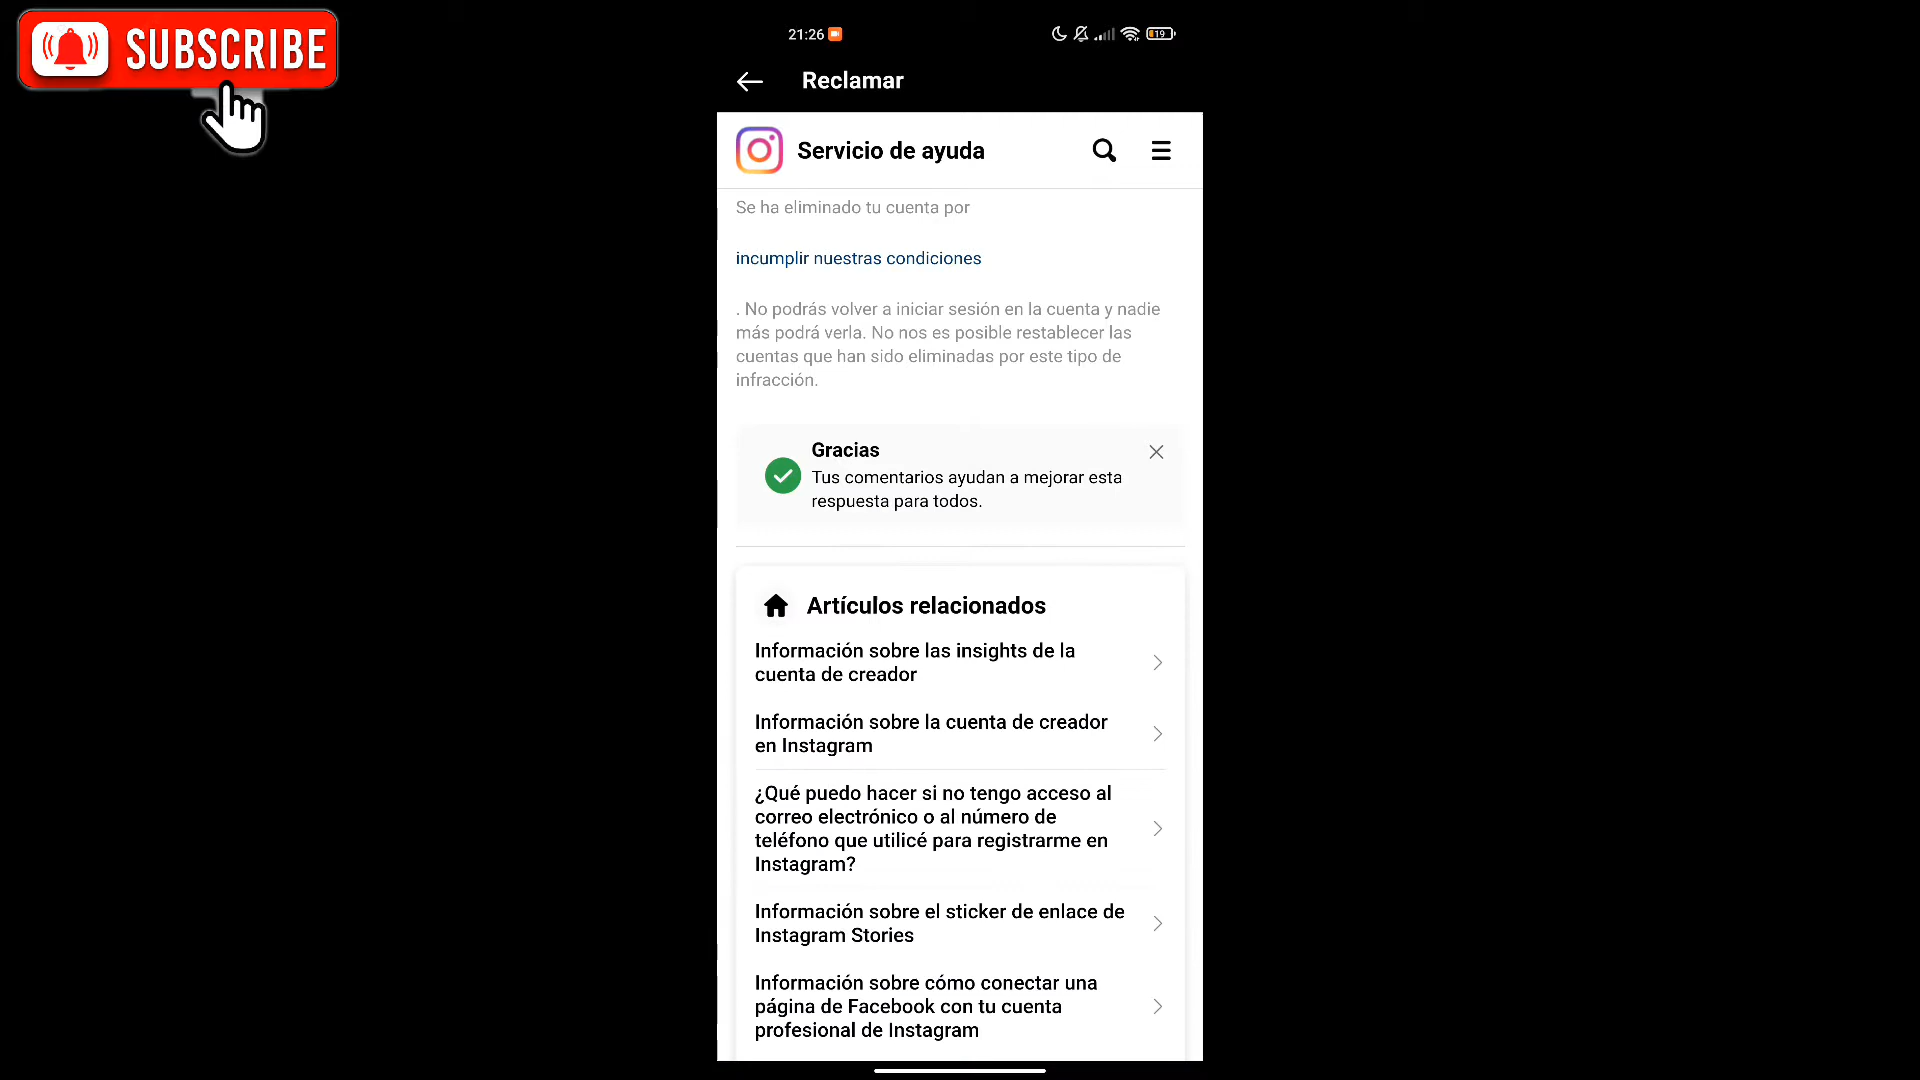 SUBSCRIBE
21:26
19
Reclamar
Servicio de ayuda
Se ha eliminado tu cuenta por
incumplir nuestras condiciones
. No podrás volver a iniciar sesión en la cuenta y nadie
más podrá verla. No nos es posible restablecer las
cuentas que han sido eliminadas por este tipo de
infracción.
Gracias
Tus comentarios ayudan a mejorar esta
respuesta para todos.
Artículos relacionados
Información sobre las insights de la
cuenta de creador
Información sobre la cuenta de creador
en Instagram
¿Qué puedo hacer si no tengo acceso al
correo electrónico o al número de
teléfono que utilicé para registrarme en
Instagram?
Información sobre el sticker de enlace de
Instagram Stories
Información sobre cómo conectar una
página de Facebook con tu cuenta
profesional de Instagram